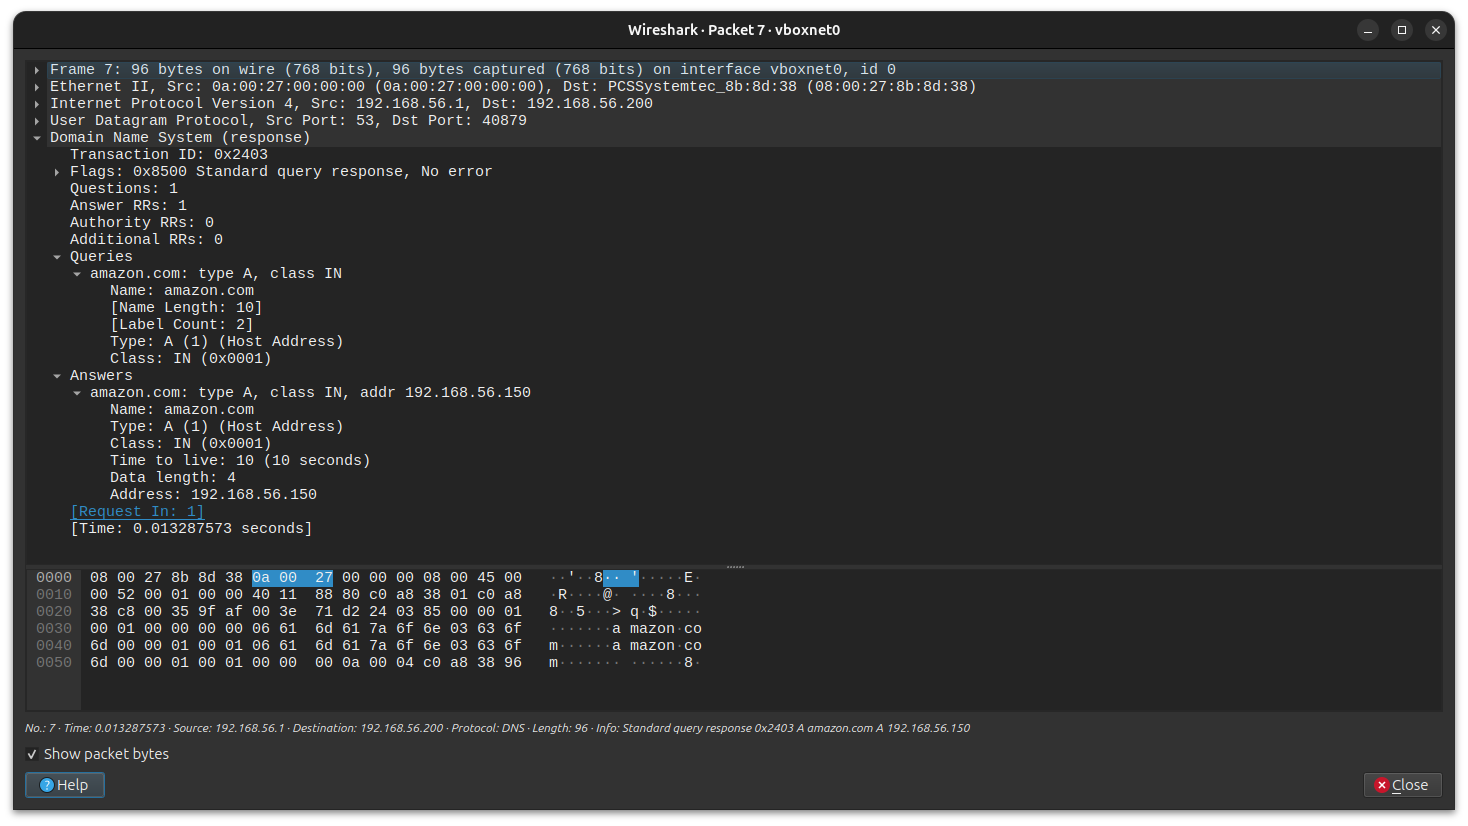 Wireshark · Packet 7 · vboxnet0
Frame 7: 96 bytes on wire (768 bits), 96 bytes captured (768 bits) on interface vboxnet0, id 0
Ethernet II, Src: 0a:00:27:00:00:00 (0a:00:27:00:00:00), Dst: PCSSystemtec_8b:8d:38 (08:00:27:8b:8d:38)
Internet Protocol Version 4, Src: 192.168.56.1, Dst: 192.168.56.200
User Datagram Protocol, Src Port: 53, Dst Port: 40879
Domain Name System (response)
Transaction ID: 0x2403
Flags: 0x8500 Standard query response, No error
Questions: 1
Answer RRs: 1
Authority RRs: 0
Additional RRs: 0
Queries
amazon.com: type A, class IN
Name: amazon.com
[Name Length: 10]
[Label Count: 2]
Type: A (1) (Host Address)
Class: IN (0x0001)
Answers
amazon.com: type A, class IN, addr 192.168.56.150
Name: amazon.com
Type: A (1) (Host Address)
Class: IN (0x0001)
Time to live: 10 (10 seconds)
Data length: 4
Address: 192.168.56.150
[Request In: 1]
[Time: 0.013287573 seconds]
0000 08 00 27 8b 8d 38 0a 00 27 00 00 00 08 00 45 00 ··'··8·· '·····E·
0010 00 52 00 01 00 00 40 11 88 80 c0 a8 38 01 c0 a8 ·R····@· ····8···
0020 38 c8 00 35 9f af 00 3e 71 d2 24 03 85 00 00 01 8··5···> q·$·····
0030 00 01 00 00 00 00 06 61 6d 61 7a 6f 6e 03 63 6f ·······a mazon·co
0040 6d 00 00 01 00 01 06 61 6d 61 7a 6f 6e 03 63 6f m······a mazon·co
0050 6d 00 00 01 00 01 00 00 00 0a 00 04 c0 a8 38 96 m······· ······8·
No.: 7 · Time: 0.013287573 · Source: 192.168.56.1 · Destination: 192.168.56.200 · Protocol: DNS · Length: 96 · Info: Standard query response 0x2403 A amazon.com A 192.168.56.150
Show packet bytes
Help
Close